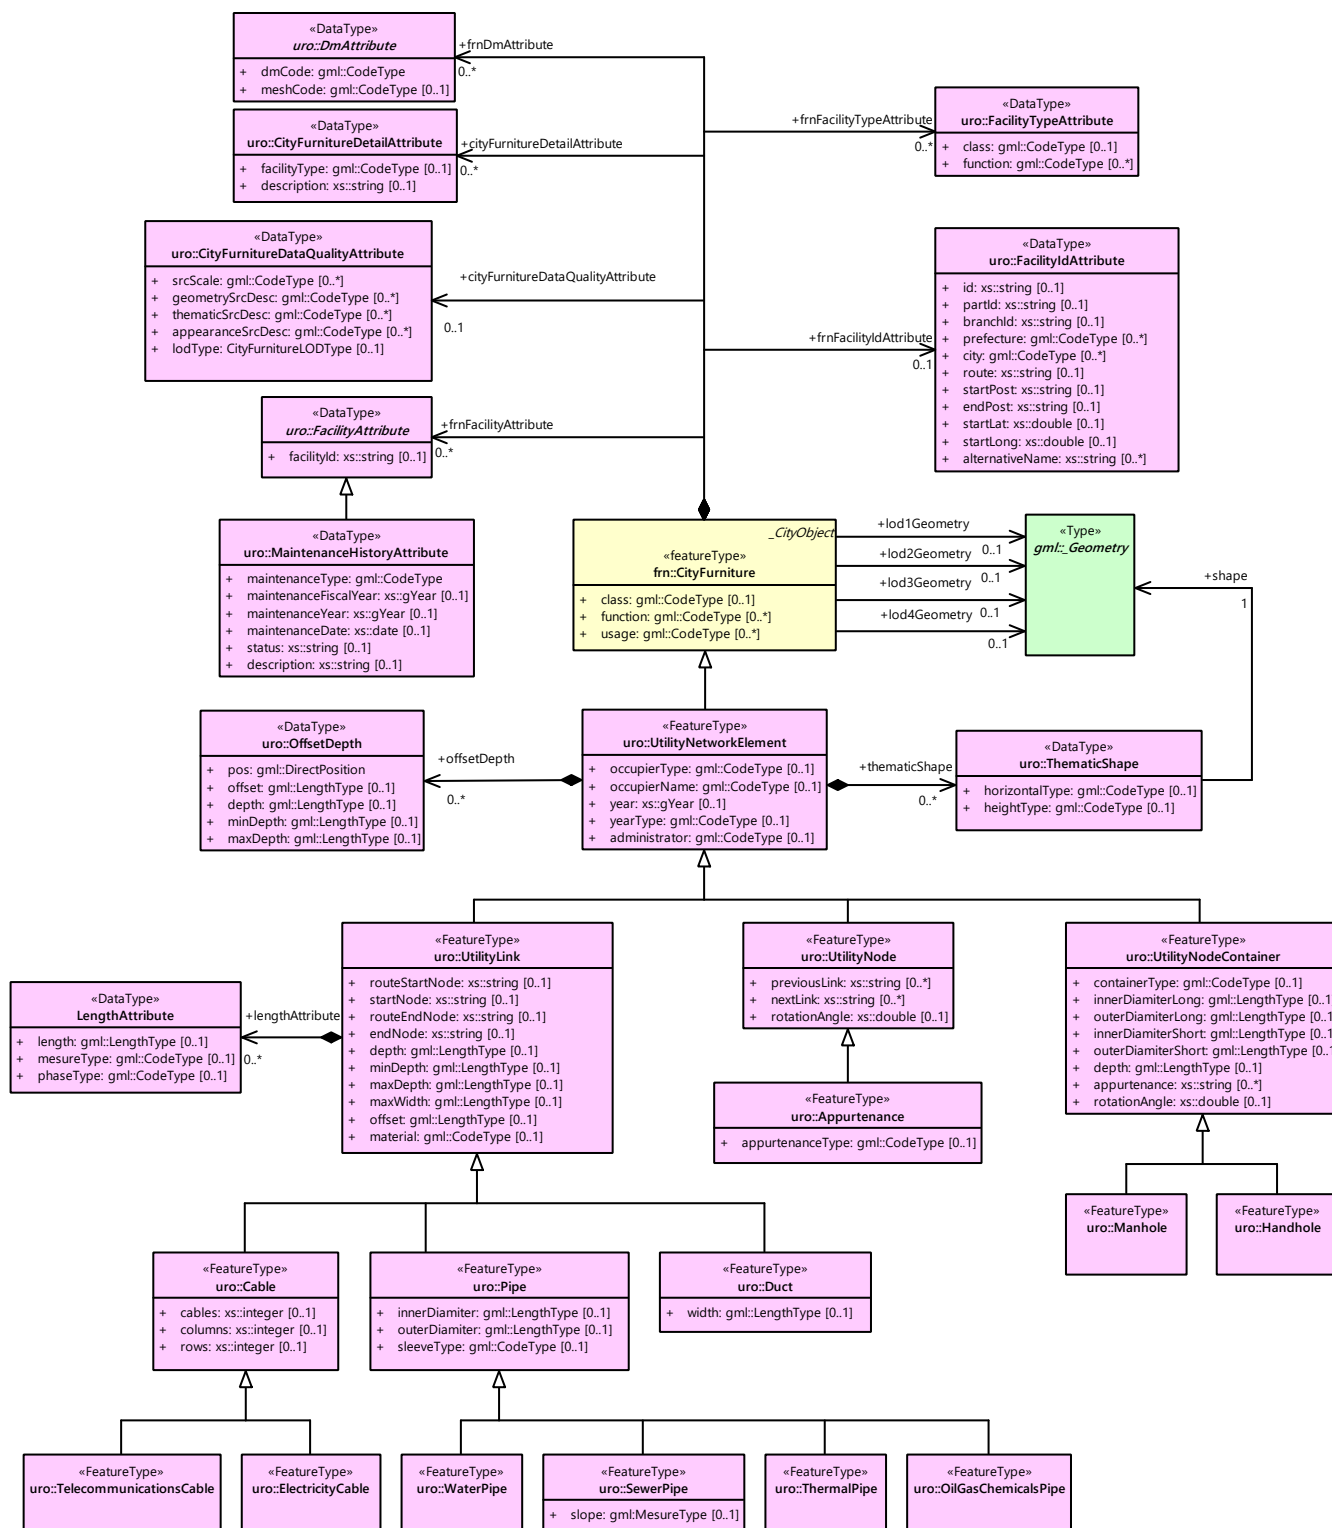 «DataType»
uro::DmAttribute
+ dmCode: gml::CodeType
+ meshCode: gml::CodeType [0..1]
+frnDmAttribute
0..*
«DataType»
uro::CityFurnitureDetailAttribute
+ facilityType: gml::CodeType [0..1]
+ description: xs::string [0..1]
+cityFurnitureDetailAttribute
0..*
«DataType»
uro::FacilityTypeAttribute
+ class: gml::CodeType [0..1]
+ function: gml::CodeType [0..*]
+frnFacilityTypeAttribute
0..*
«DataType»
uro::CityFurnitureDataQualityAttribute
+ srcScale: gml::CodeType [0..*]
+ geometrySrcDesc: gml::CodeType [0..*]
+ thematicSrcDesc: gml::CodeType [0..*]
+ appearanceSrcDesc: gml::CodeType [0..*]
+ lodType: CityFurnitureLODType [0..1]
+cityFurnitureDataQualityAttribute
0..1
«DataType»
uro::FacilityIdAttribute
+ id: xs::string [0..1]
+ partId: xs::string [0..1]
+ branchId: xs::string [0..1]
+ prefecture: gml::CodeType [0..*]
+ city: gml::CodeType [0..*]
+ route: xs::string [0..1]
+ startPost: xs::string [0..1]
+ endPost: xs::string [0..1]
+ startLat: xs::double [0..1]
+ startLong: xs::double [0..1]
+ alternativeName: xs::string [0..*]
+frnFacilityIdAttribute
0..1
«DataType»
uro::FacilityAttribute
+ facilityId: xs::string [0..1]
+frnFacilityAttribute
0..*
«DataType»
uro::MaintenanceHistoryAttribute
+ maintenanceType: gml::CodeType
+ maintenanceFiscalYear: xs::gYear [0..1]
+ maintenanceYear: xs::gYear [0..1]
+ maintenanceDate: xs::date [0..1]
+ status: xs::string [0..1]
+ description: xs::string [0..1]
_CityObject
«featureType»
frn::CityFurniture
+ class: gml::CodeType [0..1]
+ function: gml::CodeType [0..*]
+ usage: gml::CodeType [0..*]
+lod1Geometry
0..1
+lod2Geometry
0..1
+lod3Geometry
0..1
+lod4Geometry
0..1
«Type»
gml::_Geometry
+shape
1
«DataType»
uro::OffsetDepth
+ pos: gml::DirectPosition
+ offset: gml::LengthType [0..1]
+ depth: gml::LengthType [0..1]
+ minDepth: gml::LengthType [0..1]
+ maxDepth: gml::LengthType [0..1]
+offsetDepth
0..*
«FeatureType»
uro::UtilityNetworkElement
+ occupierType: gml::CodeType [0..1]
+ occupierName: gml::CodeType [0..1]
+ year: xs::gYear [0..1]
+ yearType: gml::CodeType [0..1]
+ administrator: gml::CodeType [0..1]
+thematicShape
0..*
«DataType»
uro::ThematicShape
+ horizontalType: gml::CodeType [0..1]
+ heightType: gml::CodeType [0..1]
«FeatureType»
uro::UtilityLink
+ routeStartNode: xs::string [0..1]
+ startNode: xs::string [0..1]
+ routeEndNode: xs::string [0..1]
+ endNode: xs::string [0..1]
+ depth: gml::LengthType [0..1]
+ minDepth: gml::LengthType [0..1]
+ maxDepth: gml::LengthType [0..1]
+ maxWidth: gml::LengthType [0..1]
+ offset: gml::LengthType [0..1]
+ material: gml::CodeType [0..1]
«DataType»
LengthAttribute
+ length: gml::LengthType [0..1]
+ mesureType: gml::CodeType [0..1]
+ phaseType: gml::CodeType [0..1]
+lengthAttribute
0..*
«FeatureType»
uro::UtilityNode
+ previousLink: xs::string [0..*]
+ nextLink: xs::string [0..*]
+ rotationAngle: xs::double [0..1]
«FeatureType»
uro::Appurtenance
+ appurtenanceType: gml::CodeType [0..1]
«FeatureType»
uro::UtilityNodeContainer
+ containerType: gml::CodeType [0..1]
+ innerDiamiterLong: gml::LengthType [0..1]
+ outerDiamiterLong: gml::LengthType [0..1]
+ innerDiamiterShort: gml::LengthType [0..1]
+ outerDiamiterShort: gml::LengthType [0..1]
+ depth: gml::LengthType [0..1]
+ appurtenance: xs::string [0..*]
+ rotationAngle: xs::double [0..1]
«FeatureType»
uro::Manhole
«FeatureType»
uro::Handhole
«FeatureType»
uro::Cable
+ cables: xs::integer [0..1]
+ columns: xs::integer [0..1]
+ rows: xs::integer [0..1]
«FeatureType»
uro::Pipe
+ innerDiamiter: gml::LengthType [0..1]
+ outerDiamiter: gml::LengthType [0..1]
+ sleeveType: gml::CodeType [0..1]
«FeatureType»
uro::Duct
+ width: gml::LengthType [0..1]
«FeatureType»
uro::TelecommunicationsCable
«FeatureType»
uro::ElectricityCable
«FeatureType»
uro::WaterPipe
«FeatureType»
uro::SewerPipe
+ slope: gml:MesureType [0..1]
«FeatureType»
uro::ThermalPipe
«FeatureType»
uro::OilGasChemicalsPipe